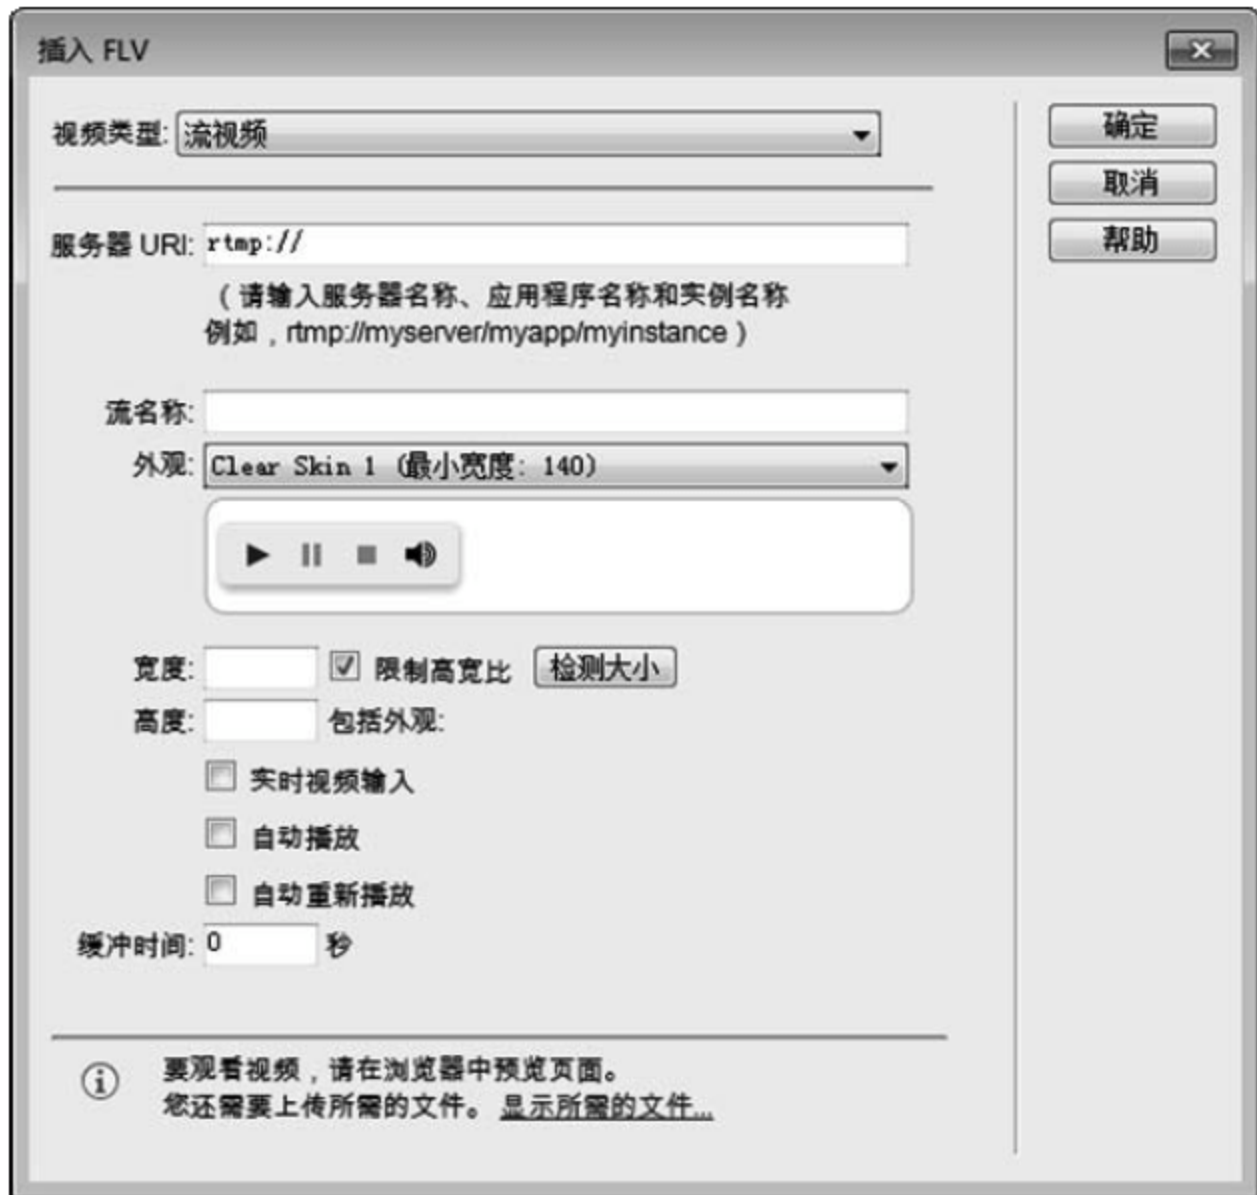 插入 FLV
视频类型: 流视频
确定
取消
帮助
服务器 URI: rtmp://
（请输入服务器名称、应用程序名称和实例名称
例如，rtmp://myserver/myapp/myinstance）
流名称:
外观: Clear Skin 1 (最小宽度: 140)
宽度: 限制高宽比 检测大小
高度: 包括外观:
实时视频输入
自动播放
自动重新播放
缓冲时间: 0 秒
要观看视频，请在浏览器中预览页面。
您还需要上传所需的文件。 显示所需的文件...